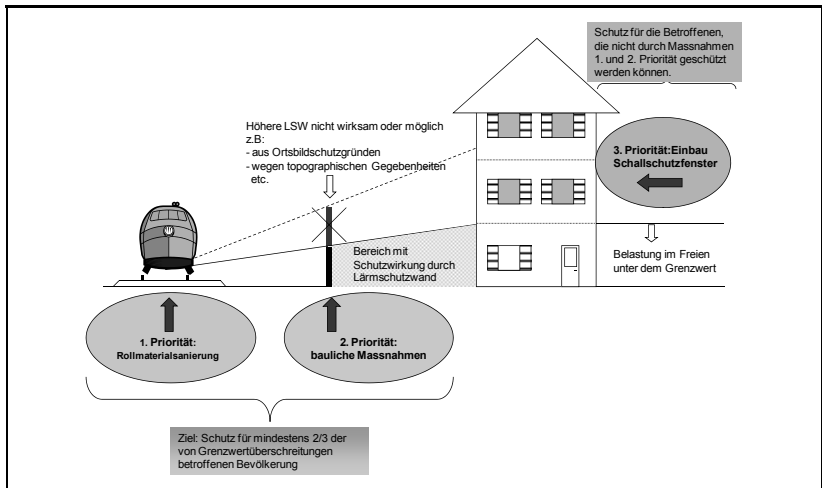 Schutz für die Betroffenen,
die nicht durch Massnahmen
1. und 2. Priorität geschützt
werden können.
Höhere LSW nicht wirksam oder möglich
z.B:
- aus Ortsbildschutzgründen
- wegen topographischen Gegebenheiten
etc.
3. Priorität:Einbau
Schallschutzfenster
Bereich mit
Schutzwirkung durch
Lärmschutzwand
Belastung im Freien
unter dem Grenzwert
1. Priorität:
Rollmaterialsanierung
2. Priorität:
bauliche Massnahmen
Ziel: Schutz für mindestens 2/3 der
von Grenzwertüberschreitungen
betroffenen Bevölkerung